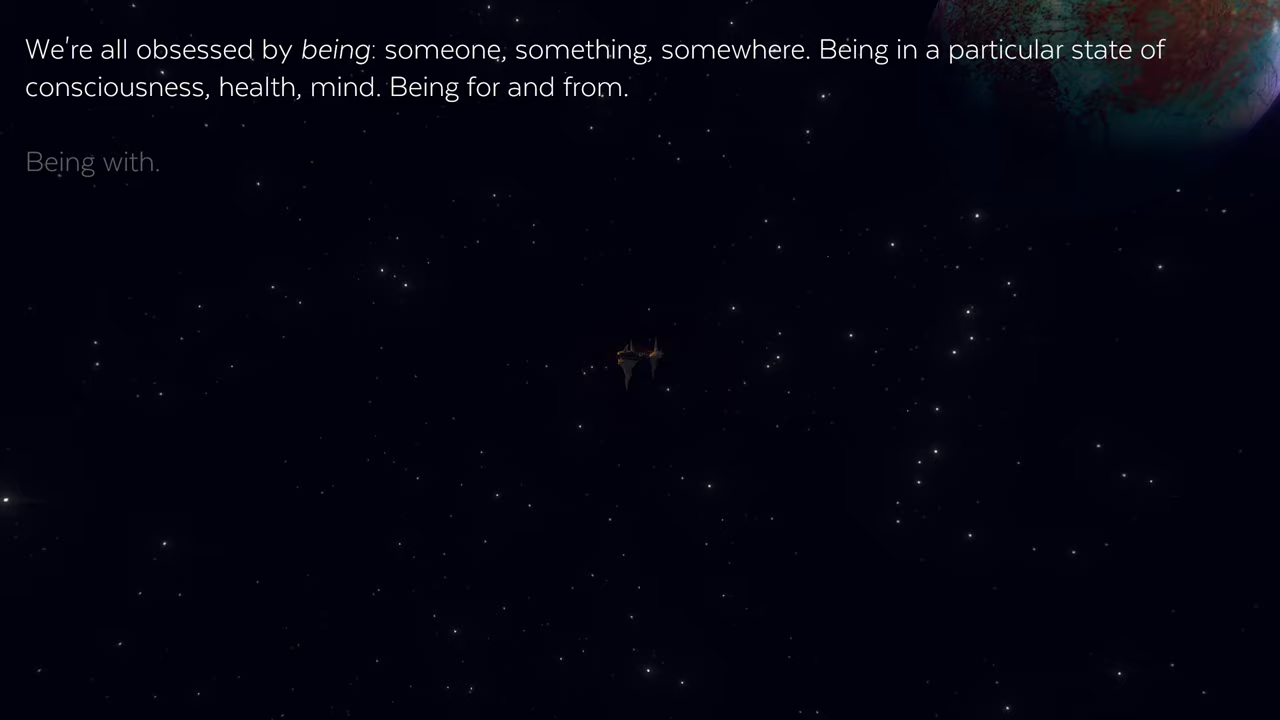 We're all obsessed by being: someone, something, somewhere. Being in a particular state of
consciousness, health, mind. Being for and from.
Being with.